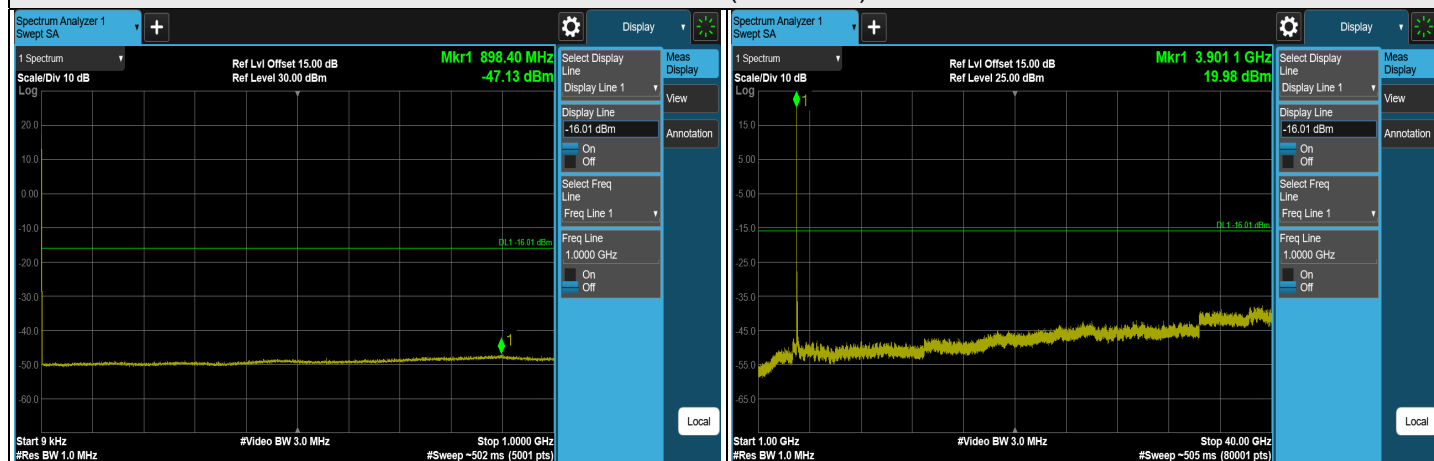 Spectrum Analyzer 1
Swept SA
+
Display
1 Spectrum
Scale/Div 10 dB
Log
Ref Lvl Offset 15.00 dB
Ref Level 30.00 dBm
Mkr1 898.40 MHz
-47.13 dBm
20.0
10.0
0.00
-10.0
-20.0
-30.0
-40.0
-50.0
-60.0
DL1 -16.01 dBm
1
Start 9 kHz
#Res BW 1.0 MHz
#Video BW 3.0 MHz
Stop 1.0000 GHz
#Sweep ~502 ms (5001 pts)
Select Display
Line
Display Line 1
Display Line
-16.01 dBm
On
Off
Select Freq
Line
Freq Line 1
Freq Line
1.0000 GHz
On
Off
Meas
Display
View
Annotation
Local
Spectrum Analyzer 1
Swept SA
+
Display
1 Spectrum
Scale/Div 10 dB
Log
Ref Lvl Offset 15.00 dB
Ref Level 25.00 dBm
Mkr1 3.901 1 GHz
19.98 dBm
1
15.0
5.00
-5.00
-15.0
-25.0
-35.0
-45.0
-55.0
-65.0
DL1 -16.01 dBm
Start 1.00 GHz
#Res BW 1.0 MHz
#Video BW 3.0 MHz
Stop 40.00 GHz
#Sweep ~505 ms (80001 pts)
Select Display
Line
Display Line 1
Display Line
-16.01 dBm
On
Off
Select Freq
Line
Freq Line 1
Freq Line
1.0000 GHz
On
Off
Meas
Display
View
Annotation
Local